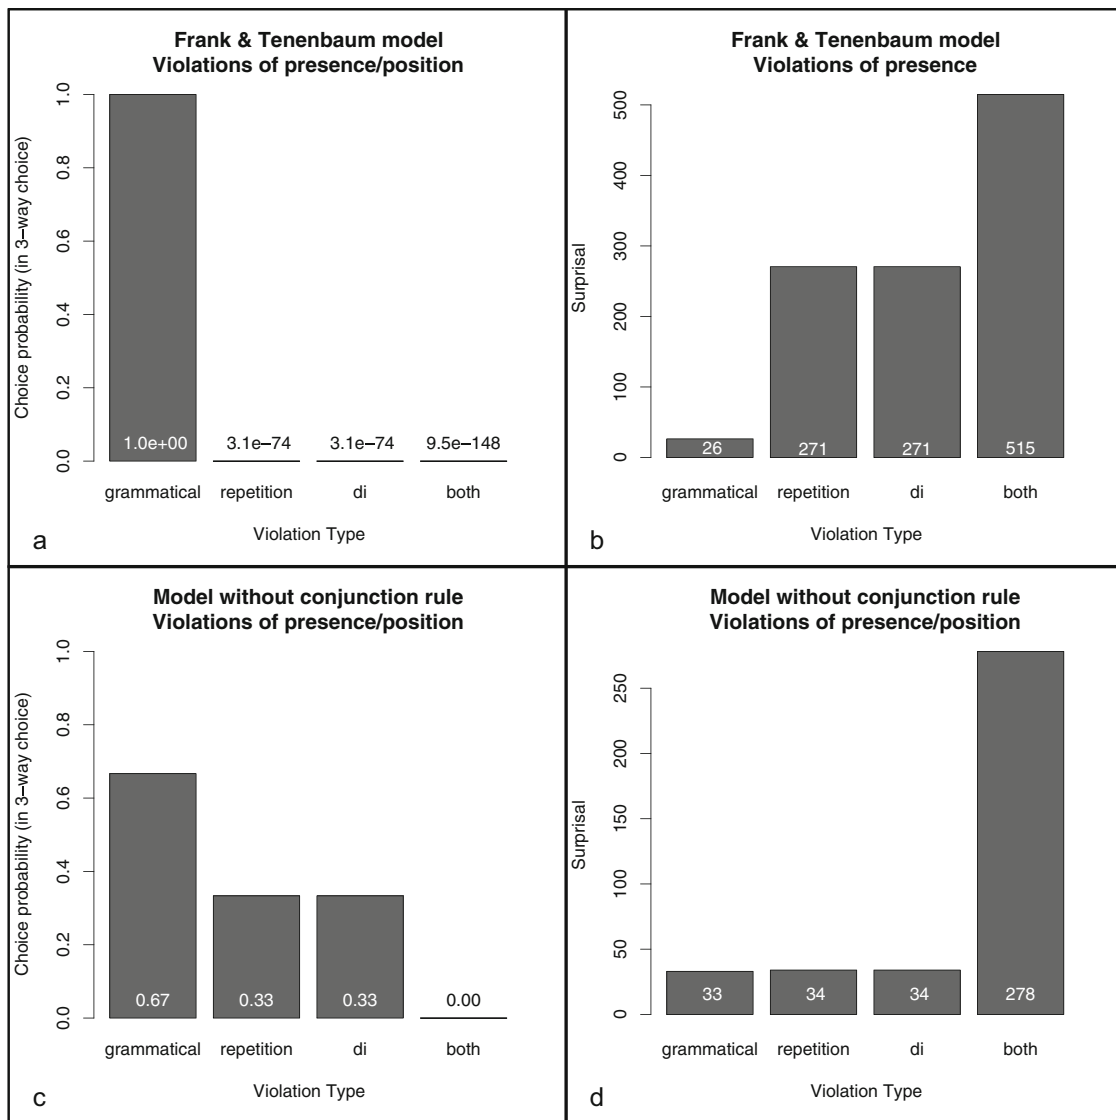 Frank & Tenenbaum model
Violations of presence/position
Choice probability (in 3–way choice)
1.0
0.8
0.6
0.4
0.2
0.0
1.0e+00 3.1e–74 3.1e–74 9.5e–148
grammatical repetition di both
Violation Type
a
Frank & Tenenbaum model
Violations of presence
Surprisal
500
400
300
200
100
0
26 271 271 515
grammatical repetition di both
Violation Type
b
Model without conjunction rule
Violations of presence/position
Choice probability (in 3–way choice)
1.0
0.8
0.6
0.4
0.2
0.0
0.67 0.33 0.33 0.00
grammatical repetition di both
Violation Type
c
Model without conjunction rule
Violations of presence/position
Surprisal
250
200
150
100
50
0
33 34 34 278
grammatical repetition di both
Violation Type
d